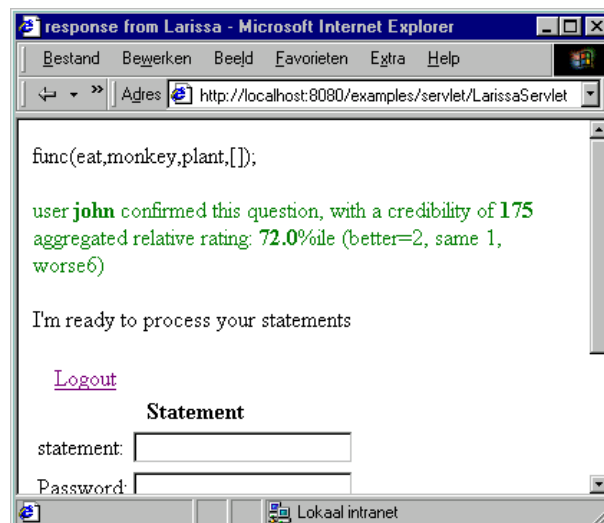 response from Larissa - Microsoft Internet Explorer
Bestand Bewerken Beeld Favorieten Extra Help
» Adres http://localhost:8080/examples/servlet/LarissaServlet
func(eat,monkey,plant,[]);
user john confirmed this question, with a credibility of 175
aggregated relative rating: 72.0%ile (better=2, same 1,
worse6)
I'm ready to process your statements
Logout
Statement
statement:
Password:
Lokaal intranet